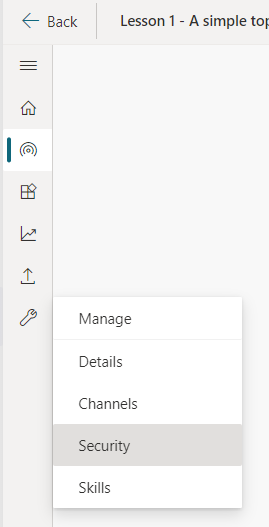 Back
Lesson 1 - A simple top
Manage
Details
Channels
Security
Skills